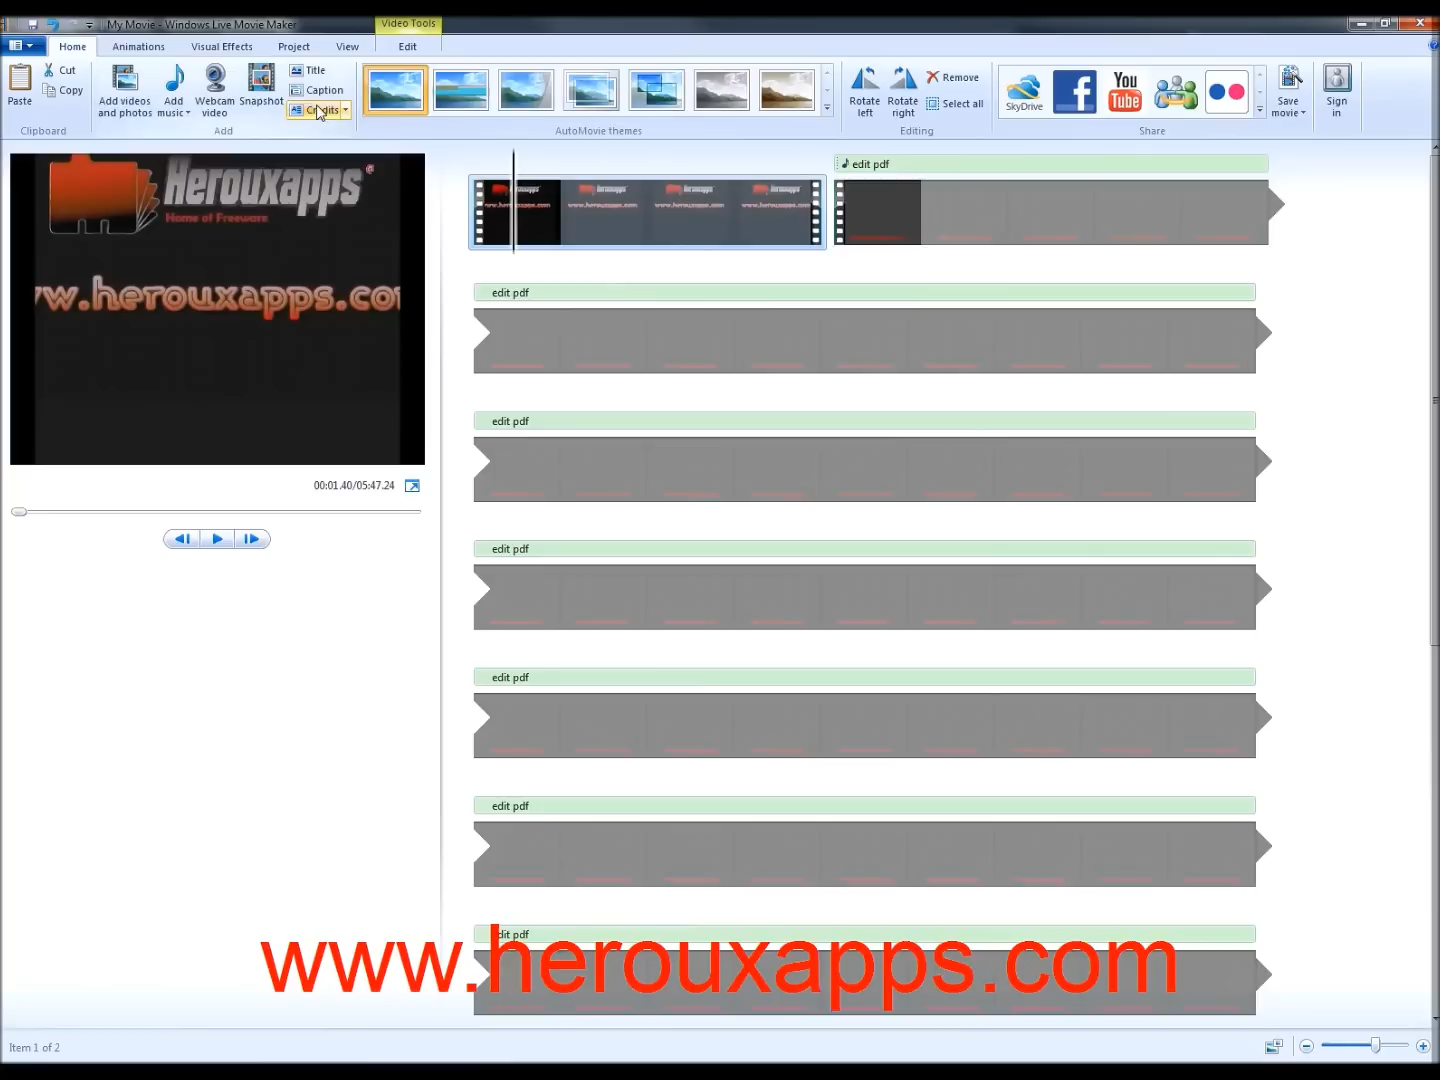 My Movie - Windows Live Movie Maker
Video Tools
Home
Animations
Visual Effects
Project
View
Edit
Paste
Cut
Copy
Clipboard
Add videos and photos
Add music
Webcam video
Snapshot
Title
Caption
Credits
Add
AutoMovie themes
Rotate left
Rotate right
Remove
Select all
Editing
SkyDrive
You Tube
Share
Save movie
Sign in
Herouxapps®
Home of Freeware
ww.herouxapps.com
00:01.40/05:47.24
edit pdf
edit pdf
edit pdf
edit pdf
edit pdf
edit pdf
edit pdf
www.herouxapps.com
Item 1 of 2